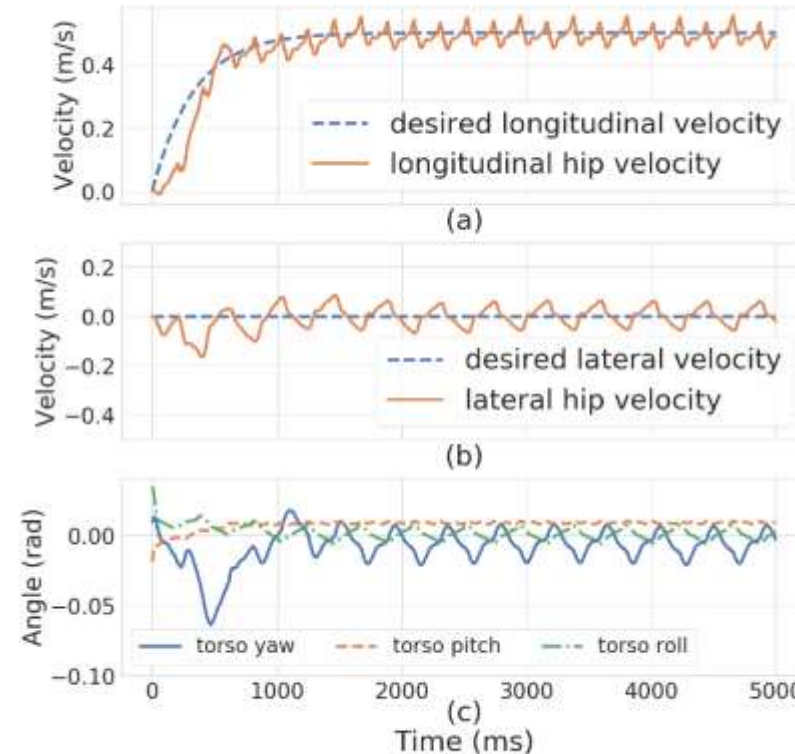 Velocity (m/s)
0.4
0.2
0.0
desired longitudinal velocity
longitudinal hip velocity
(a)
Velocity (m/s)
0.2
0.0
−0.2
−0.4
desired lateral velocity
lateral hip velocity
(b)
Angle (rad)
0.00
−0.05
−0.10
torso yaw torso pitch torso roll
0 1000 2000 3000 4000 5000
(c)
Time (ms)